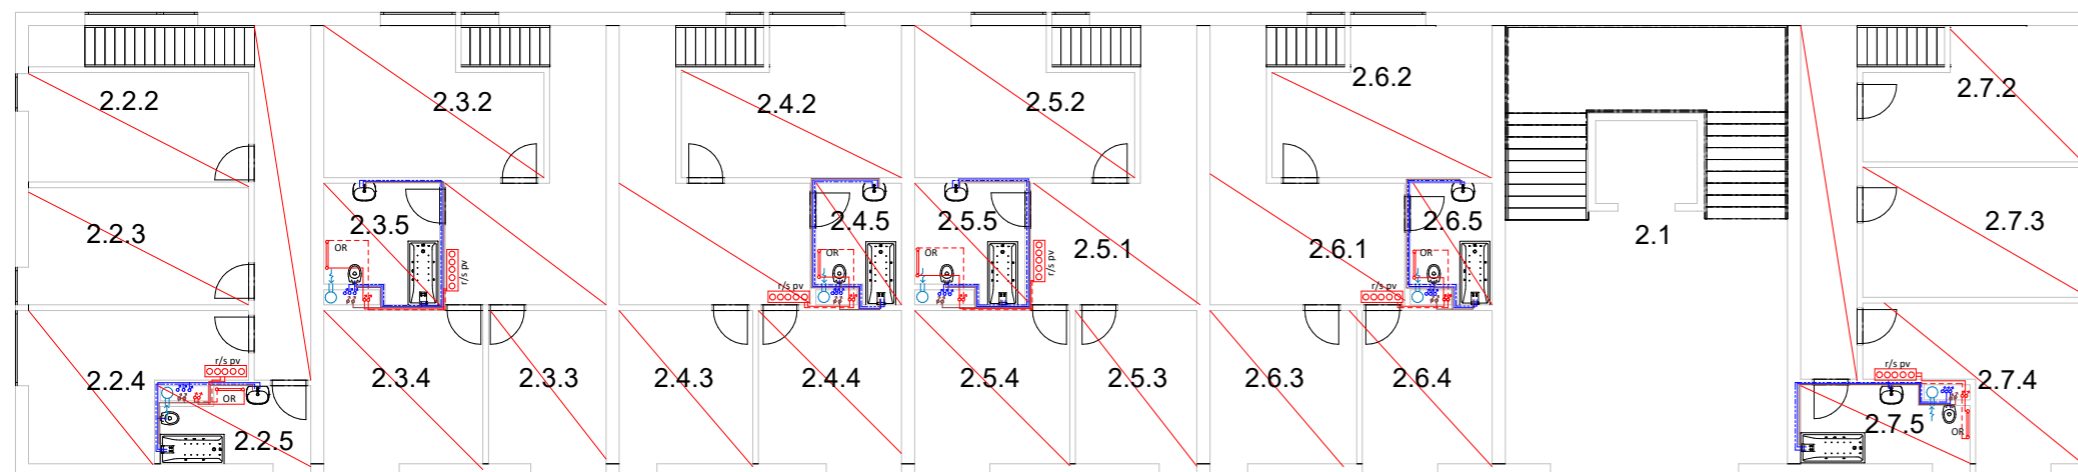 2.2.2
2.3.2
2.4.2
2.5.2
2.6.2
2.7.2
2.2.3
2.3.5
2.4.5
2.5.5
2.5.1
2.6.1
2.6.5
2.1
2.7.3
OR
r/s pv
OR
r/s pv
OR
r/s pv
OR
r/s pv
2.2.4
r/s pv
OR
2.2.5
2.3.4
2.3.3
2.4.3
2.4.4
2.5.4
2.5.3
2.6.3
2.6.4
r/s pv
2.7.4
2.7.5
OR